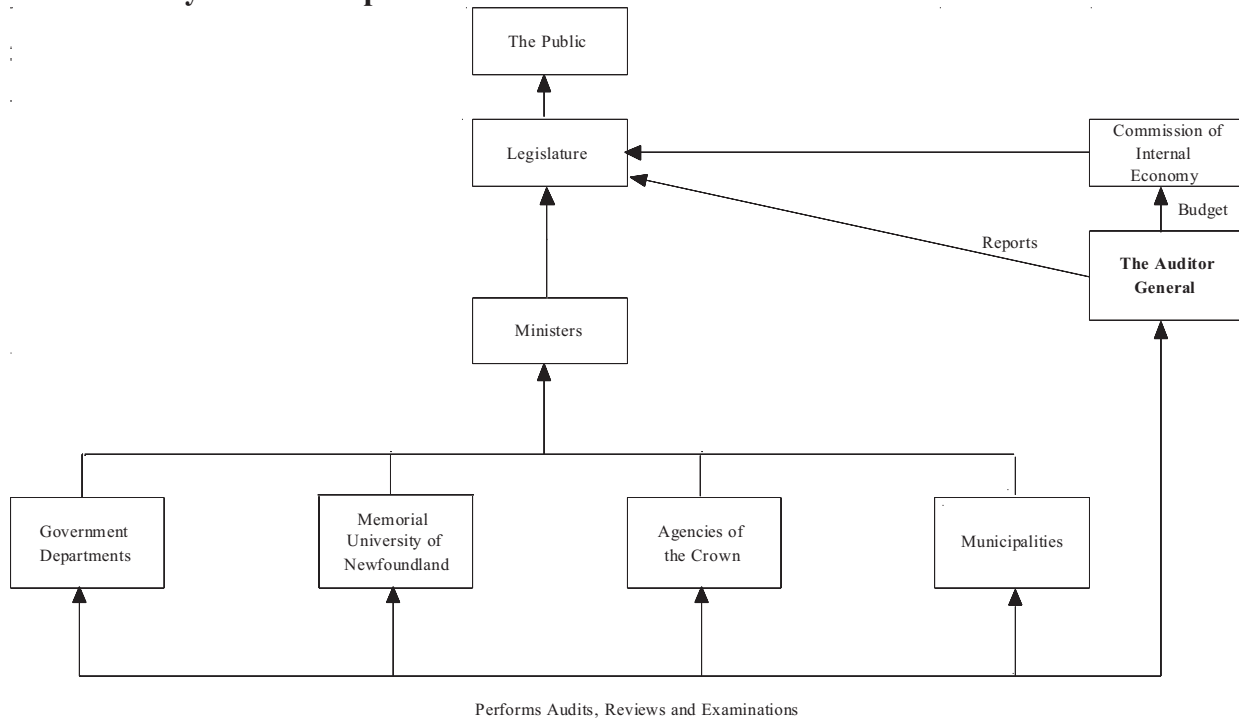 The Public
Legislature
Commission of
Internal
Economy
Budget
Reports
The Auditor
General
Ministers
Government
Departments
Memorial
University of
Newfoundland
Agencies of
the Crown
Municipalities
Performs Audits, Reviews and Examinations